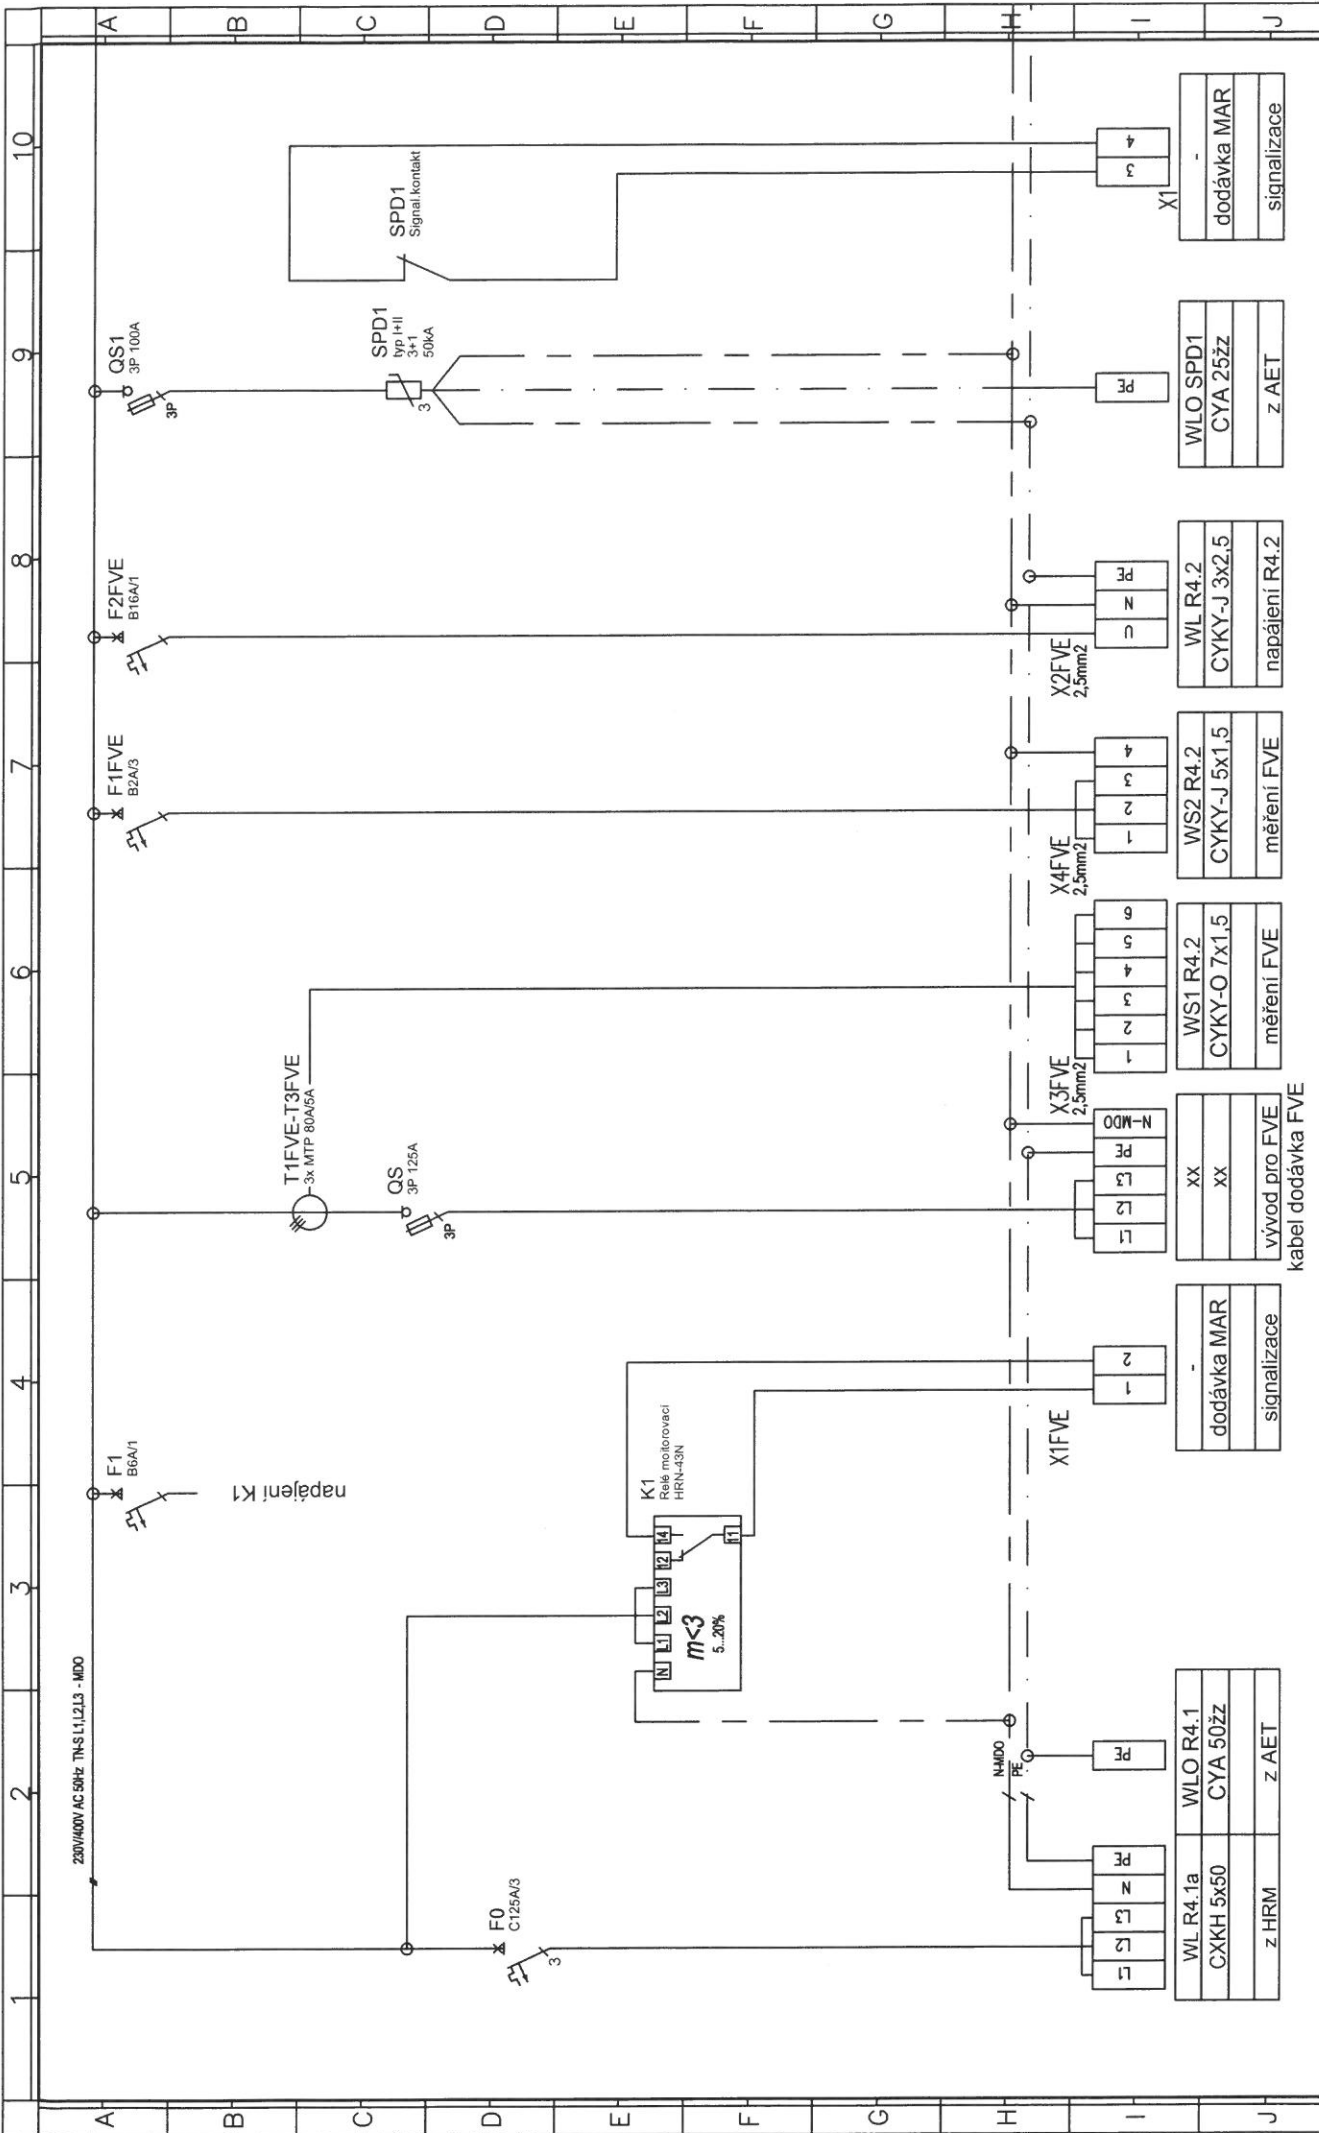 1 2 3 4 5 6 7 8 9 10
A
B
C
D
E
F
G
H
I
J
230V/400V AC 50Hz TN-S L1,L2,L3 - MDO
F0
C125A/3
3
L1 L2 L3 N PE
WL R4.1a
CXKH 5x50
z HRM
N-MDO
PE
PE
WLO R4.1
CYA 50žz
z AET
F1
B6A/1
napájení K1
K1
Relé moitorovací
HRN-43N
N L1 L2 L3 12 14
m<3
5...20%
11
X1FVE
1 2
-
dodávka MAR
signalizace
T1FVE-T3FVE
3x MTP 80A/5A
QS
3P 125A
3P
L1 L2 L3 PE N-MDO
xx
xx
vývod pro FVE
kabel dodávka FVE
X3FVE
2,5mm2
1 2 3 4 5 6
WS1 R4.2
CYKY-O 7x1,5
měření FVE
F1FVE
B2A/3
X4FVE
2,5mm2
1 2 3 4
WS2 R4.2
CYKY-J 5x1,5
měření FVE
F2FVE
B16A/1
X2FVE
2,5mm2
U N PE
WL R4.2
CYKY-J 3x2,5
napájení R4.2
QS1
3P 100A
3P
SPD1
typ I+II
3+1
50kA
3
PE
WLO SPD1
CYA 25žz
z AET
SPD1
Signal.kontakt
X1
3 4
-
dodávka MAR
signalizace
A
B
C
D
E
F
G
H
I
J